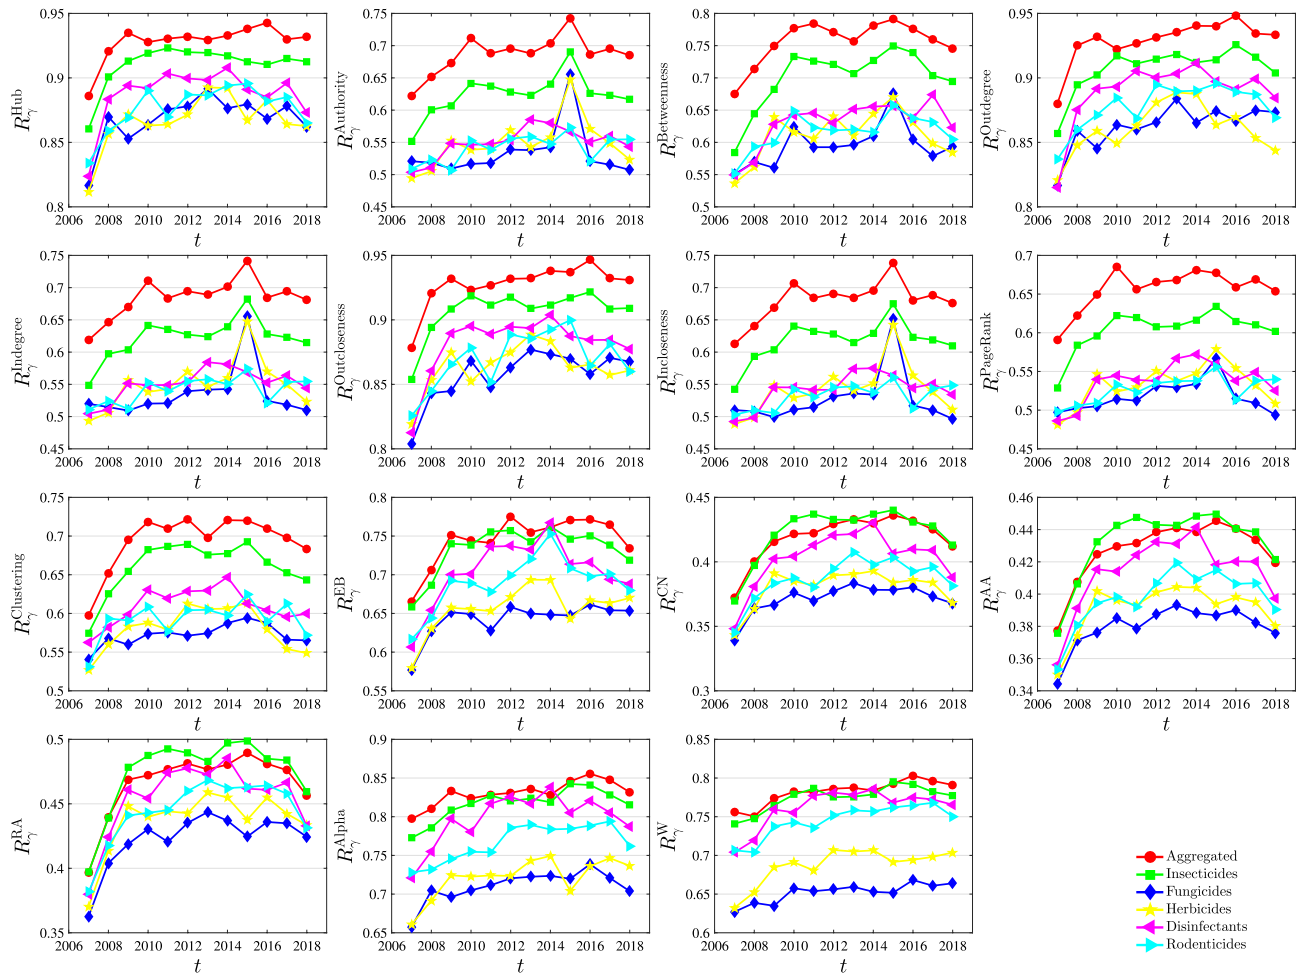 0.95
0.9
0.85
0.8
R_γ^Hub
2006 2008 2010 2012 2014 2016 2018
t
0.75
0.7
0.65
0.6
0.55
0.5
0.45
R_γ^Authority
2006 2008 2010 2012 2014 2016 2018
t
0.8
0.75
0.7
0.65
0.6
0.55
0.5
R_γ^Betweenness
2006 2008 2010 2012 2014 2016 2018
t
0.95
0.9
0.85
0.8
R_γ^Outdegree
2006 2008 2010 2012 2014 2016 2018
t
0.75
0.7
0.65
0.6
0.55
0.5
0.45
R_γ^Indegree
2006 2008 2010 2012 2014 2016 2018
t
0.95
0.9
0.85
0.8
R_γ^Outcloseness
2006 2008 2010 2012 2014 2016 2018
t
0.75
0.7
0.65
0.6
0.55
0.5
0.45
R_γ^Incloseness
2006 2008 2010 2012 2014 2016 2018
t
0.7
0.65
0.6
0.55
0.5
0.45
R_γ^PageRank
2006 2008 2010 2012 2014 2016 2018
t
0.75
0.7
0.65
0.6
0.55
0.5
R_γ^Clustering
2006 2008 2010 2012 2014 2016 2018
t
0.8
0.75
0.7
0.65
0.6
0.55
R_γ^EB
2006 2008 2010 2012 2014 2016 2018
t
0.45
0.4
0.35
0.3
R_γ^CN
2006 2008 2010 2012 2014 2016 2018
t
0.46
0.44
0.42
0.4
0.38
0.36
0.34
R_γ^AA
2006 2008 2010 2012 2014 2016 2018
t
0.5
0.45
0.4
0.35
R_γ^RA
2006 2008 2010 2012 2014 2016 2018
t
0.9
0.85
0.8
0.75
0.7
0.65
R_γ^Alpha
2006 2008 2010 2012 2014 2016 2018
t
0.85
0.8
0.75
0.7
0.65
0.6
R_γ^W
2006 2008 2010 2012 2014 2016 2018
t
Aggregated
Insecticides
Fungicides
Herbicides
Disinfectants
Rodenticides